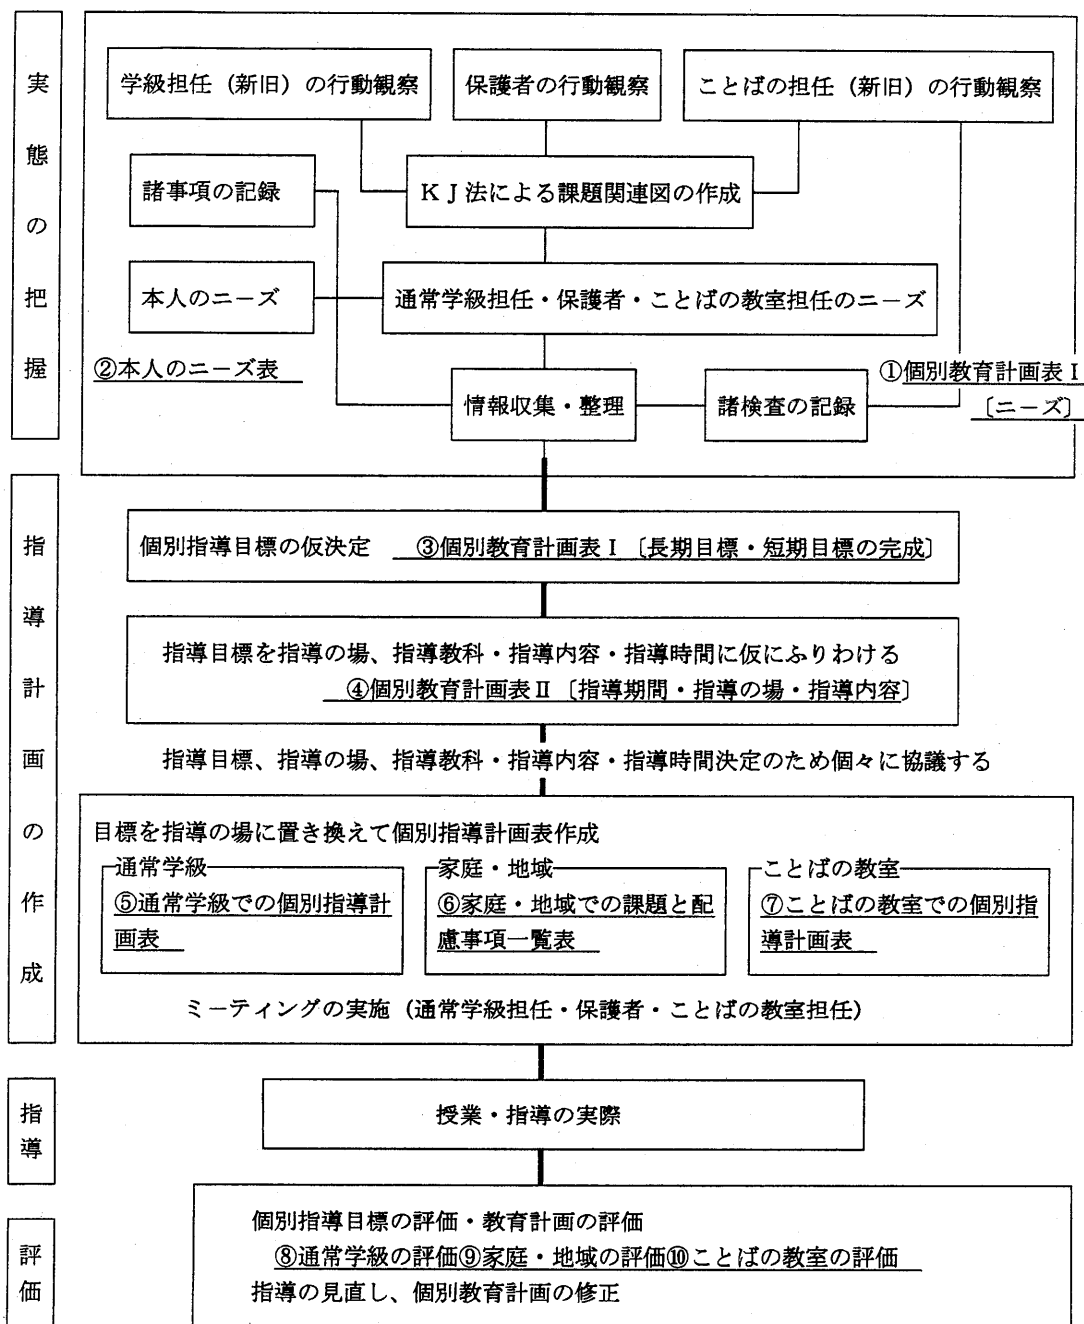 実態の把握
学級担任（新旧）の行動観察
保護者の行動観察
ことばの担任（新旧）の行動観察
諸事項の記録
ＫＪ法による課題関連図の作成
本人のニーズ
通常学級担任・保護者・ことばの教室担任のニーズ
②本人のニーズ表
①個別教育計画表Ⅰ
〔ニーズ〕
情報収集・整理
諸検査の記録
指導計画の作成
個別指導目標の仮決定　③個別教育計画表Ⅰ〔長期目標・短期目標の完成〕
指導目標を指導の場、指導教科・指導内容・指導時間に仮にふりわける
④個別教育計画表Ⅱ〔指導期間・指導の場・指導内容〕
指導目標、指導の場、指導教科・指導内容・指導時間決定のため個々に協議する
目標を指導の場に置き換えて個別指導計画表作成
通常学級
⑤通常学級での個別指導計
画表
家庭・地域
⑥家庭・地域での課題と配
慮事項一覧表
ことばの教室
⑦ことばの教室での個別指
導計画表
ミーティングの実施（通常学級担任・保護者・ことばの教室担任）
指導
授業・指導の実際
評価
個別指導目標の評価・教育計画の評価
⑧通常学級の評価⑨家庭・地域の評価⑩ことばの教室の評価
指導の見直し、個別教育計画の修正